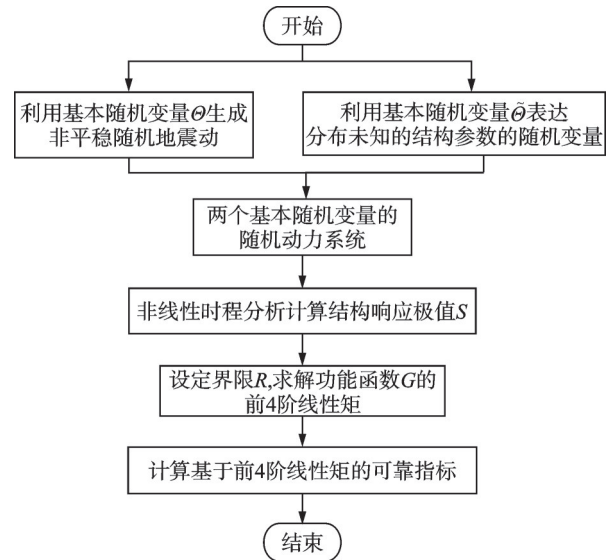 开始
利用基本随机变量Θ生成
非平稳随机地震动
利用基本随机变量Θ̃表达
分布未知的结构参数的随机变量
两个基本随机变量的
随机动力系统
非线性时程分析计算结构响应极值S
设定界限R,求解功能函数G的
前4阶线性矩
计算基于前4阶线性矩的可靠指标
结束